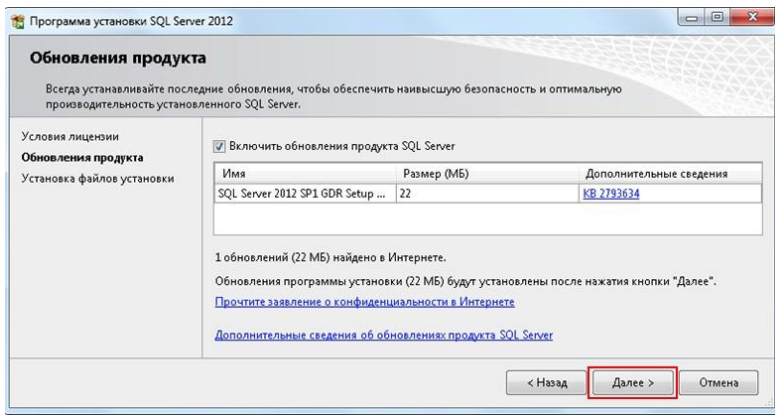 Программа установки SQL Server 2012
Обновления продукта
Всегда устанавливайте последние обновления, чтобы обеспечить наивысшую безопасность и оптимальную
производительность установленного SQL Server.
Условия лицензии
Обновления продукта
Установка файлов установки
Включить обновления продукта SQL Server
Имя Размер (МБ) Дополнительные сведения
SQL Server 2012 SP1 GDR Setup ... 22 KB 2793634
1 обновлений (22 МБ) найдено в Интернете.
Обновления программы установки (22 МБ) будут установлены после нажатия кнопки "Далее".
Прочтите заявление о конфиденциальности в Интернете
Дополнительные сведения об обновлениях продукта SQL Server
< Назад Далее > Отмена